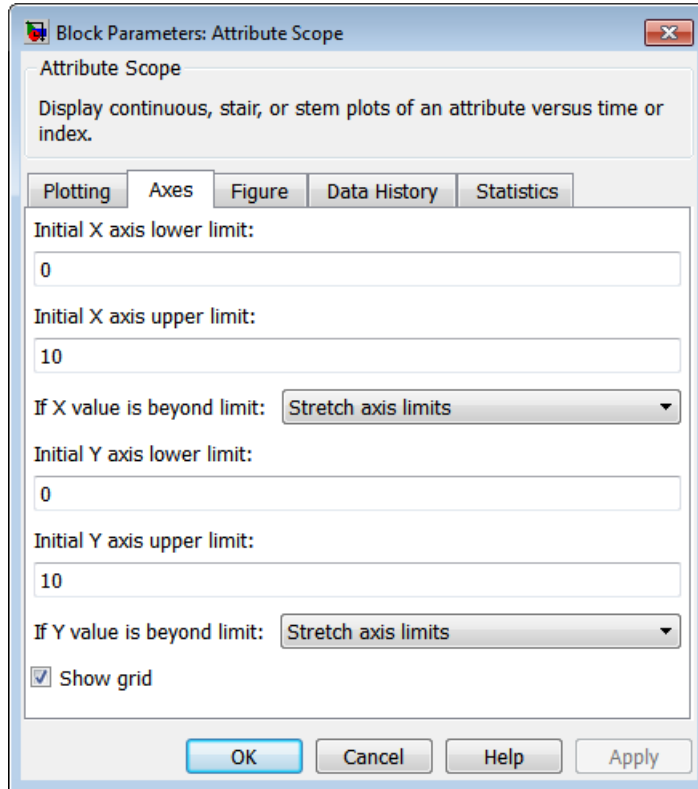 Block Parameters: Attribute Scope
Attribute Scope
Display continuous, stair, or stem plots of an attribute versus time or
index.
Plotting Axes Figure Data History Statistics
Initial X axis lower limit:
0
Initial X axis upper limit:
10
If X value is beyond limit: Stretch axis limits
Initial Y axis lower limit:
0
Initial Y axis upper limit:
10
If Y value is beyond limit: Stretch axis limits
Show grid
OK Cancel Help Apply